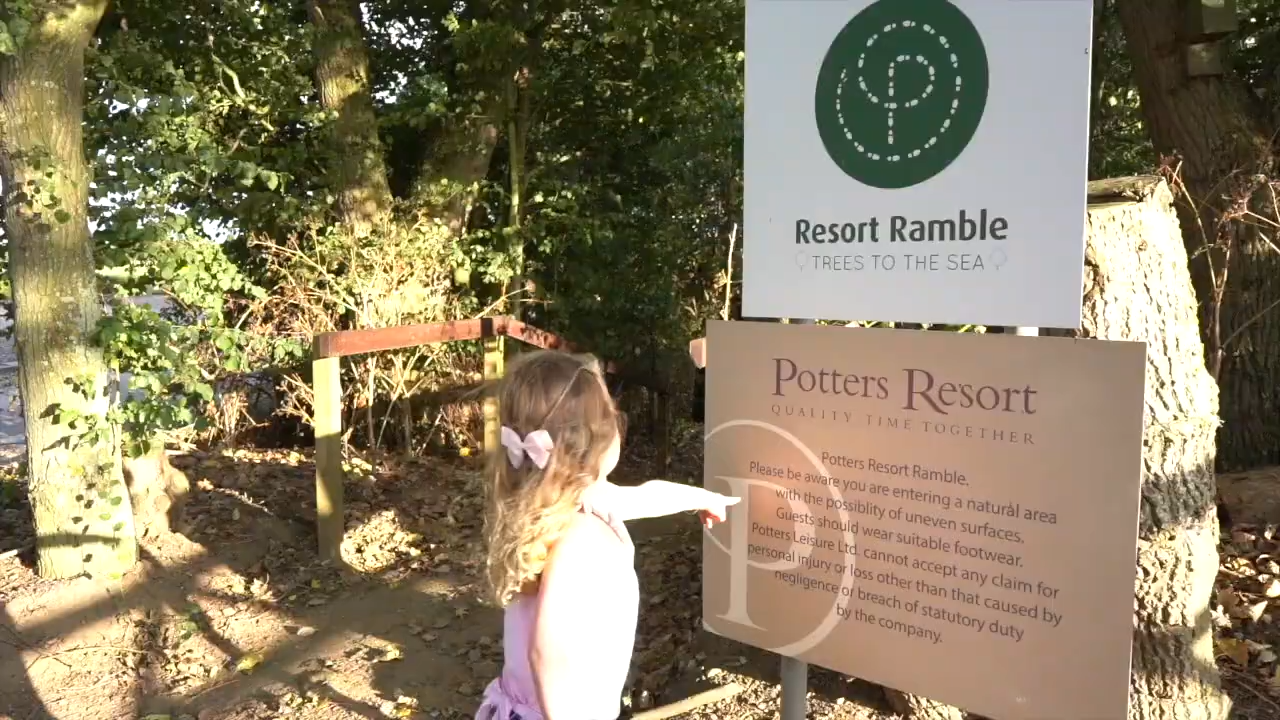 Resort Ramble
TREES TO THE SEA
Potters Resort
QUALITY TIME TOGETHER
Potters Resort Ramble.
Please be aware you are entering a natural area
with the possiblity of uneven surfaces.
Guests should wear suitable footwear.
Potters Leisure Ltd. cannot accept any claim for
personal injury or loss other than that caused by
negligence or breach of statutory duty
by the company.